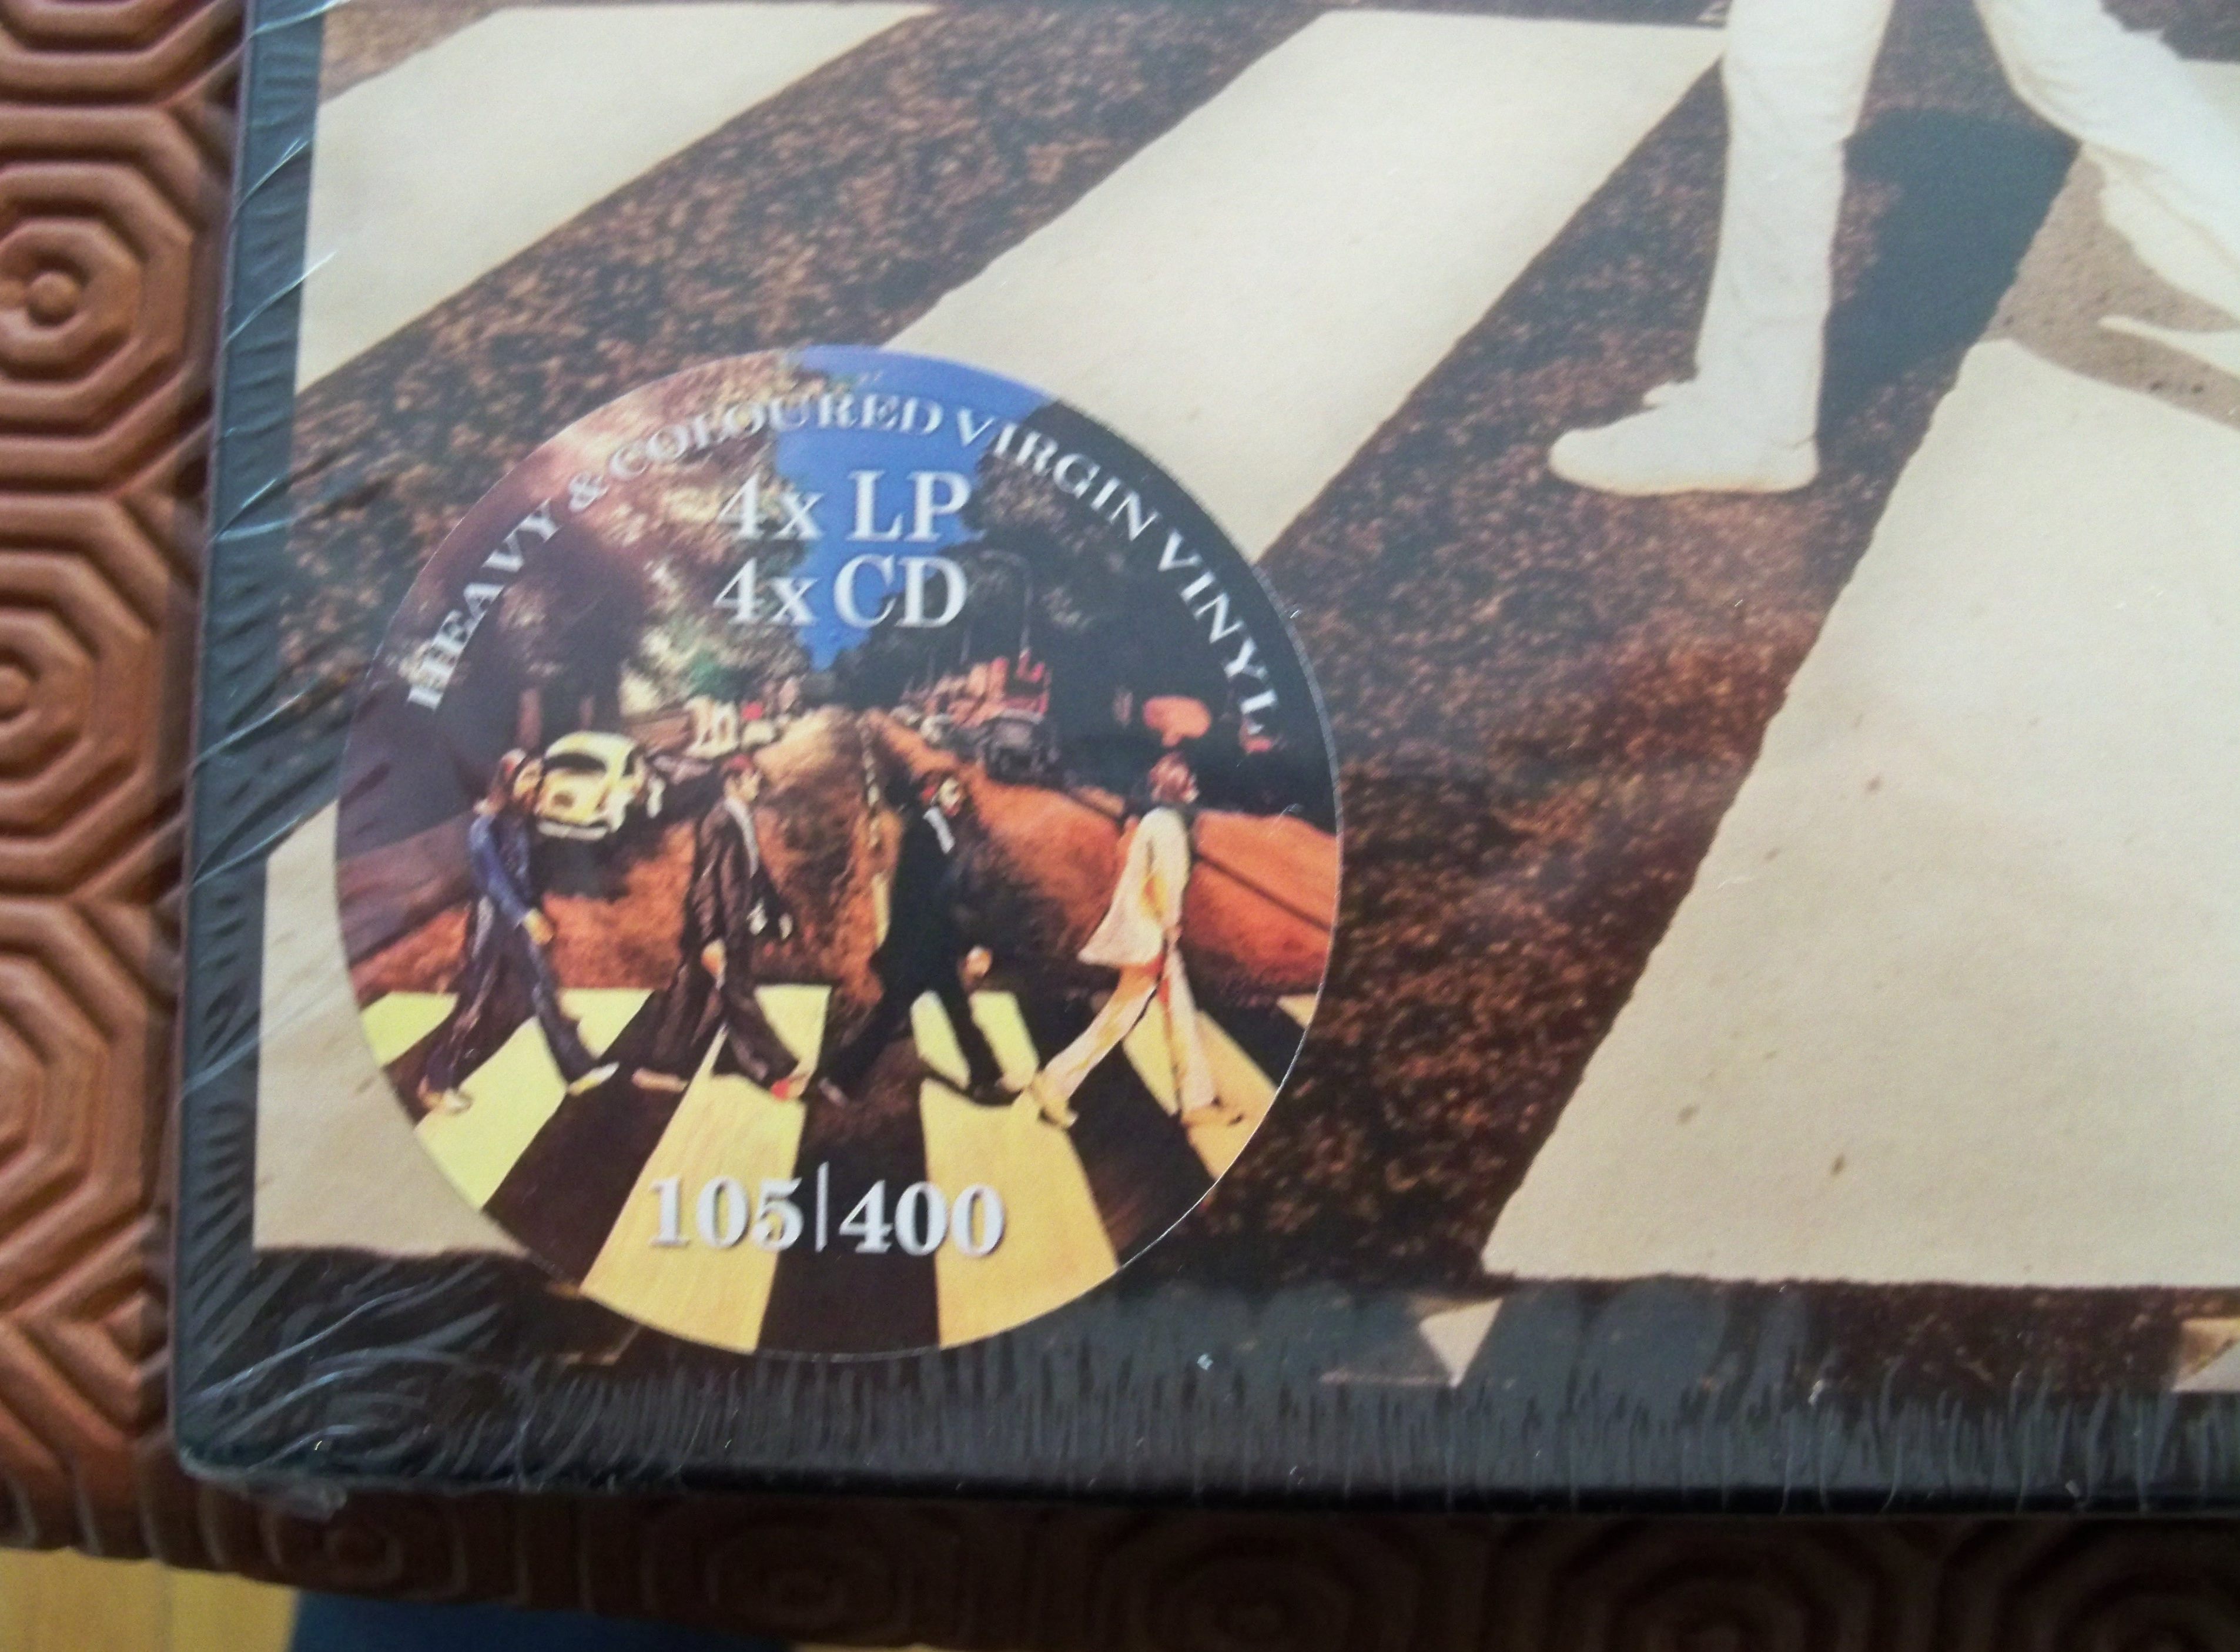 HEAVY & COLOURED VIRGIN VINYL
4x LP
4x CD
105|400